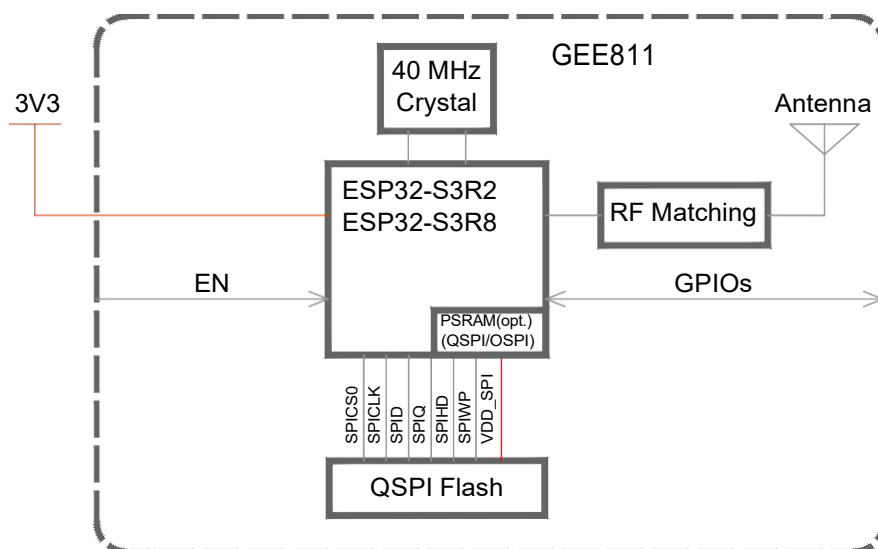 GEE811
40 MHz
Crystal
3V3
Antenna
ESP32-S3R2
ESP32-S3R8
RF Matching
EN
GPIOs
PSRAM(opt.)
(QSPI/OSPI)
SPICS0
SPICLK
SPID
SPIQ
SPIHD
SPIWP
VDD_SPI
QSPI Flash